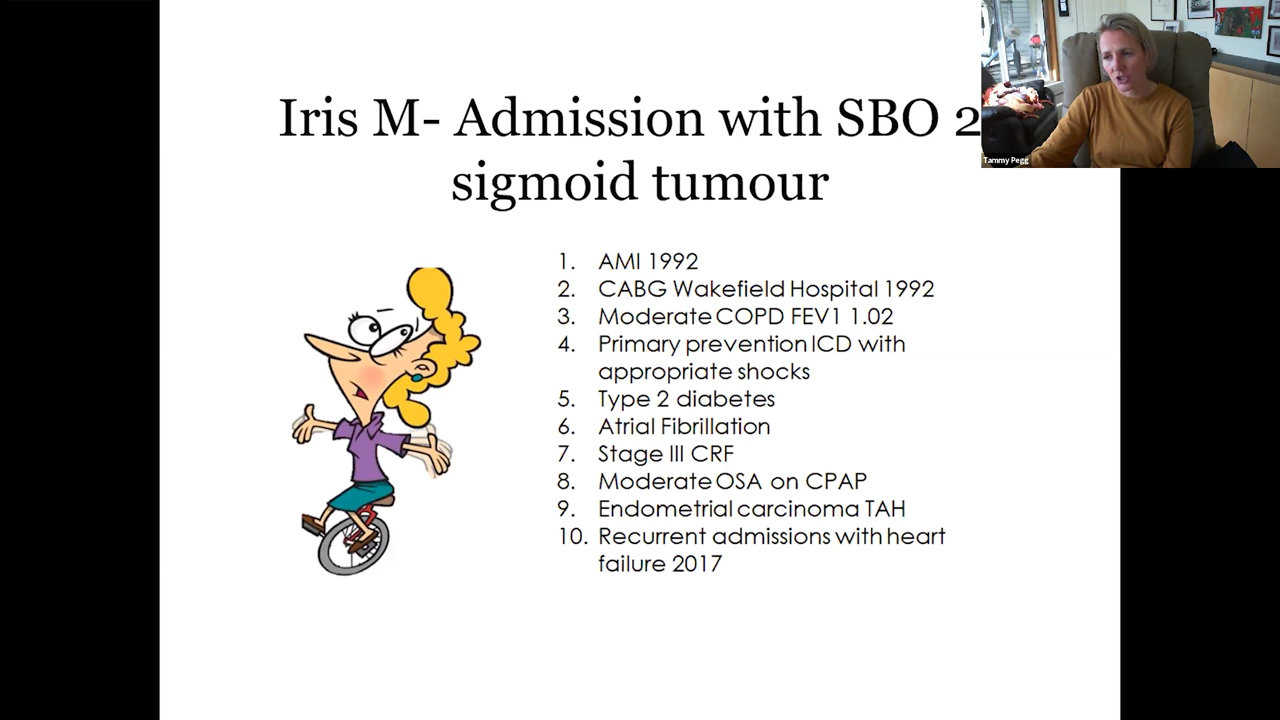 Iris M- Admission with SBO 2
sigmoid tumour
Tammy Pegg
1. AMI 1992
2. CABG Wakefield Hospital 1992
3. Moderate COPD FEV1 1.02
4. Primary prevention ICD with
appropriate shocks
5. Type 2 diabetes
6. Atrial Fibrillation
7. Stage III CRF
8. Moderate OSA on CPAP
9. Endometrial carcinoma TAH
10. Recurrent admissions with heart
failure 2017